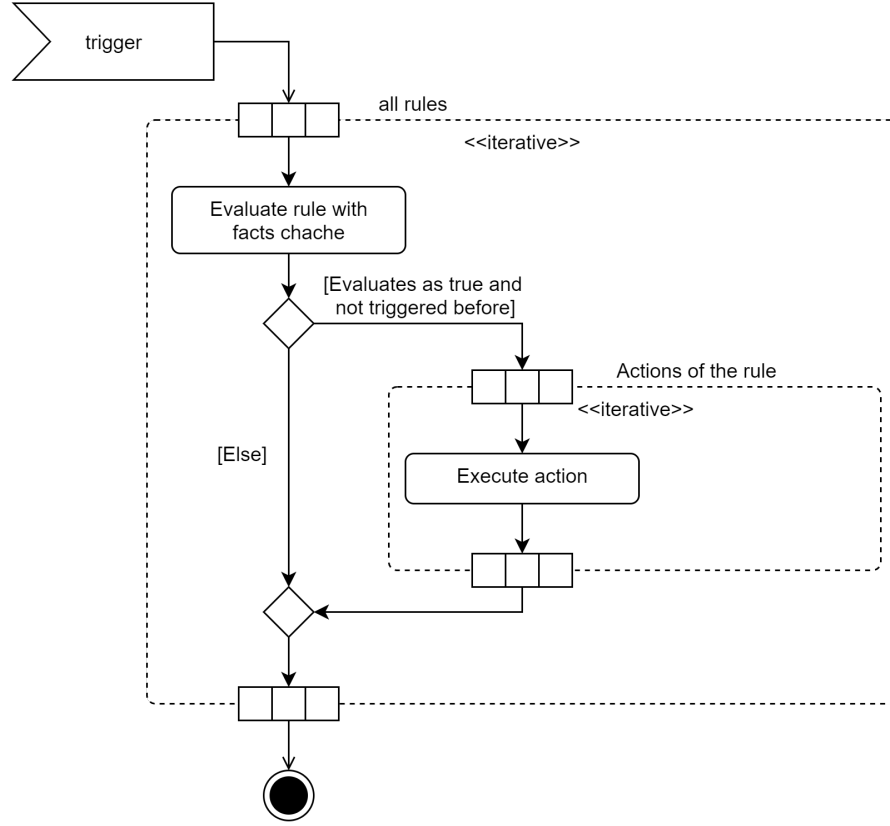 trigger
all rules
<<iterative>>
Evaluate rule with
facts chache
[Evaluates as true and
not triggered before]
Actions of the rule
<<iterative>>
[Else]
Execute action